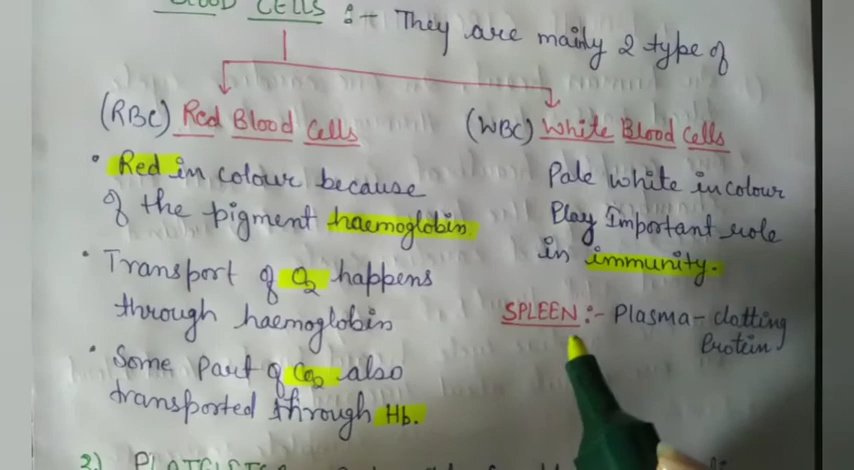 BLOOD CELLS :- They are mainly 2 type of
(RBC) Red Blood Cells
• Red in colour because
of the pigment haemoglobin
• Transport of O2 happens
through haemoglobin
• Some part of CO2 also
transported through Hb.
(WBC) White Blood Cells
Pale white in colour
Play Important role
in immunity.
SPLEEN :- Plasma-clotting
Protein
2)